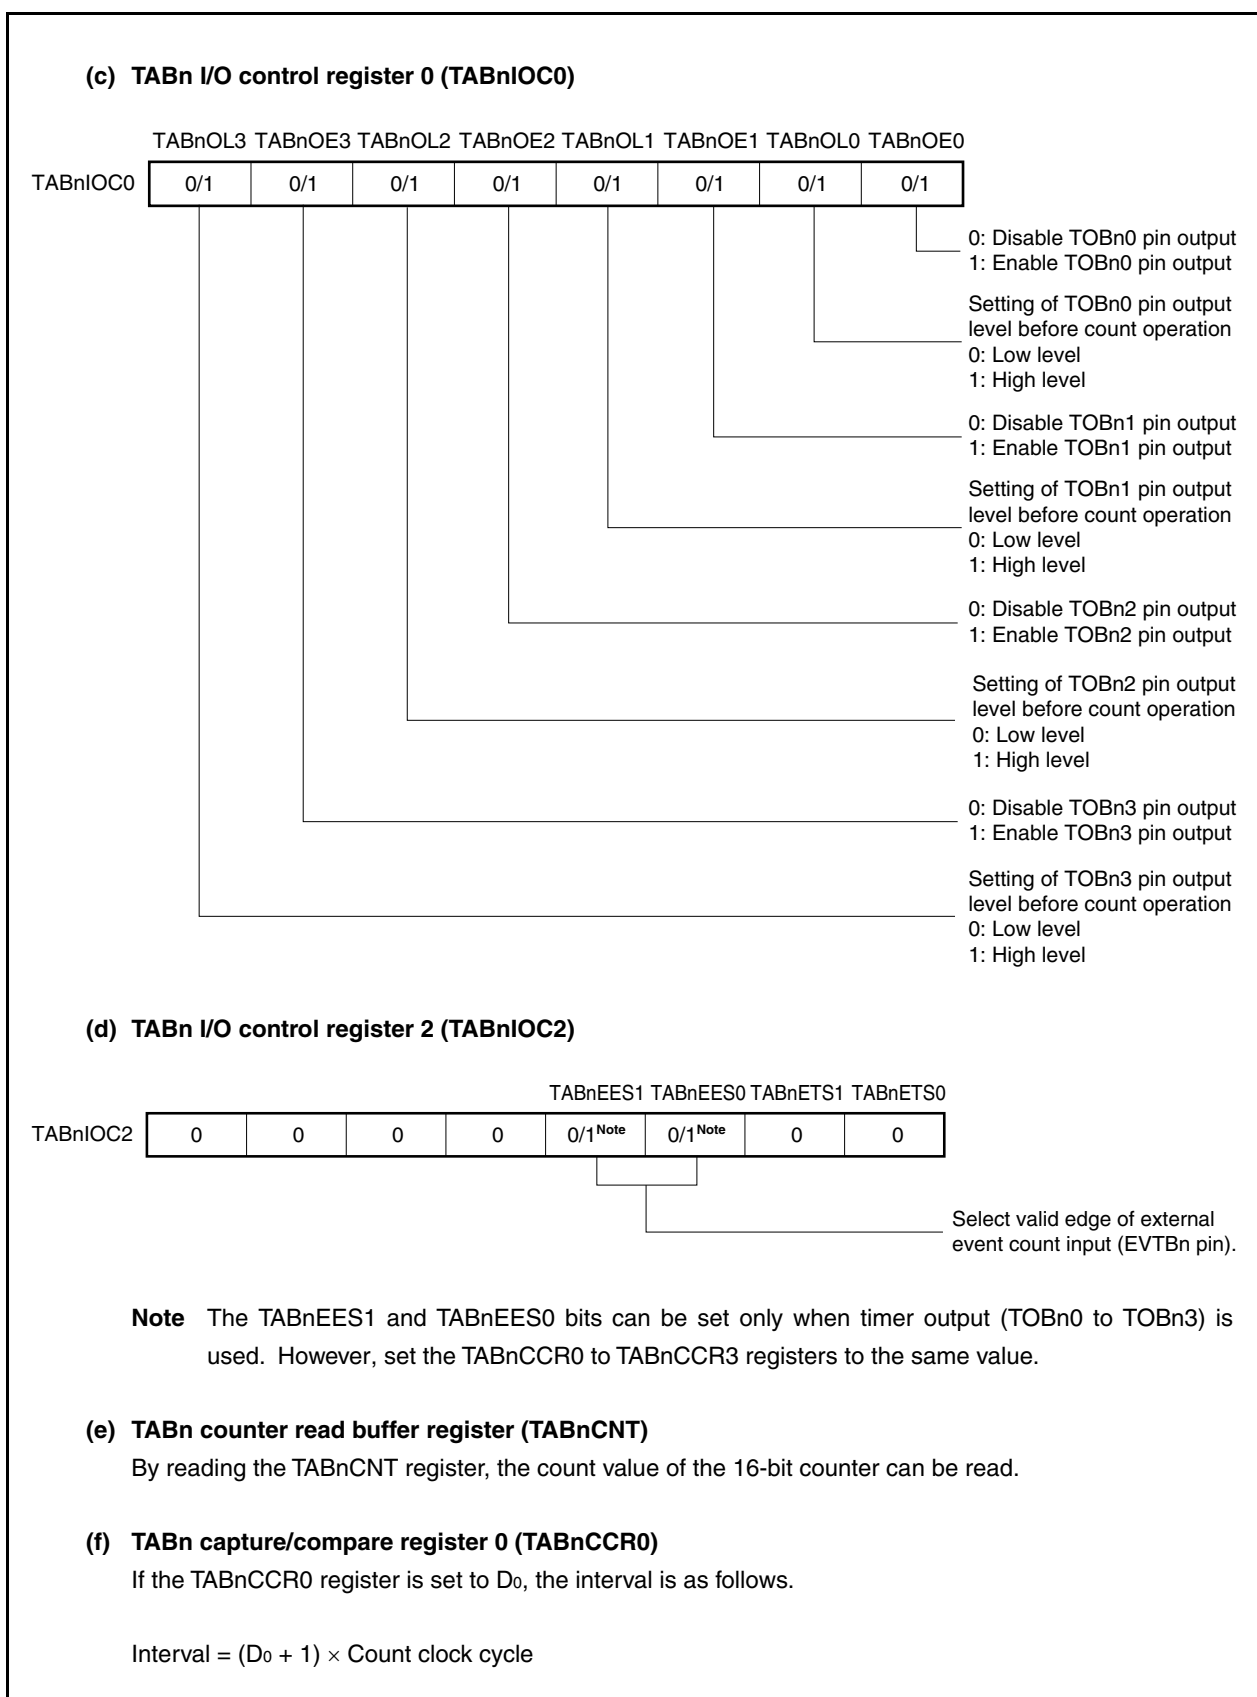 (c) TABn I/O control register 0 (TABnIOC0)
TABnOL3 TABnOE3 TABnOL2 TABnOE2 TABnOL1 TABnOE1 TABnOL0 TABnOE0
TABnIOC0 0/1 0/1 0/1 0/1 0/1 0/1 0/1 0/1
0: Disable TOBn0 pin output
1: Enable TOBn0 pin output
Setting of TOBn0 pin output
level before count operation
0: Low level
1: High level
0: Disable TOBn1 pin output
1: Enable TOBn1 pin output
Setting of TOBn1 pin output
level before count operation
0: Low level
1: High level
0: Disable TOBn2 pin output
1: Enable TOBn2 pin output
Setting of TOBn2 pin output
level before count operation
0: Low level
1: High level
0: Disable TOBn3 pin output
1: Enable TOBn3 pin output
Setting of TOBn3 pin output
level before count operation
0: Low level
1: High level
(d) TABn I/O control register 2 (TABnIOC2)
TABnEES1 TABnEES0 TABnETS1 TABnETS0
TABnIOC2 0 0 0 0 0/1Note 0/1Note 0 0
Select valid edge of external
event count input (EVTBn pin).
Note The TABnEES1 and TABnEES0 bits can be set only when timer output (TOBn0 to TOBn3) is
used. However, set the TABnCCR0 to TABnCCR3 registers to the same value.
(e) TABn counter read buffer register (TABnCNT)
By reading the TABnCNT register, the count value of the 16-bit counter can be read.
(f) TABn capture/compare register 0 (TABnCCR0)
If the TABnCCR0 register is set to D0, the interval is as follows.
Interval = (D0 + 1) × Count clock cycle